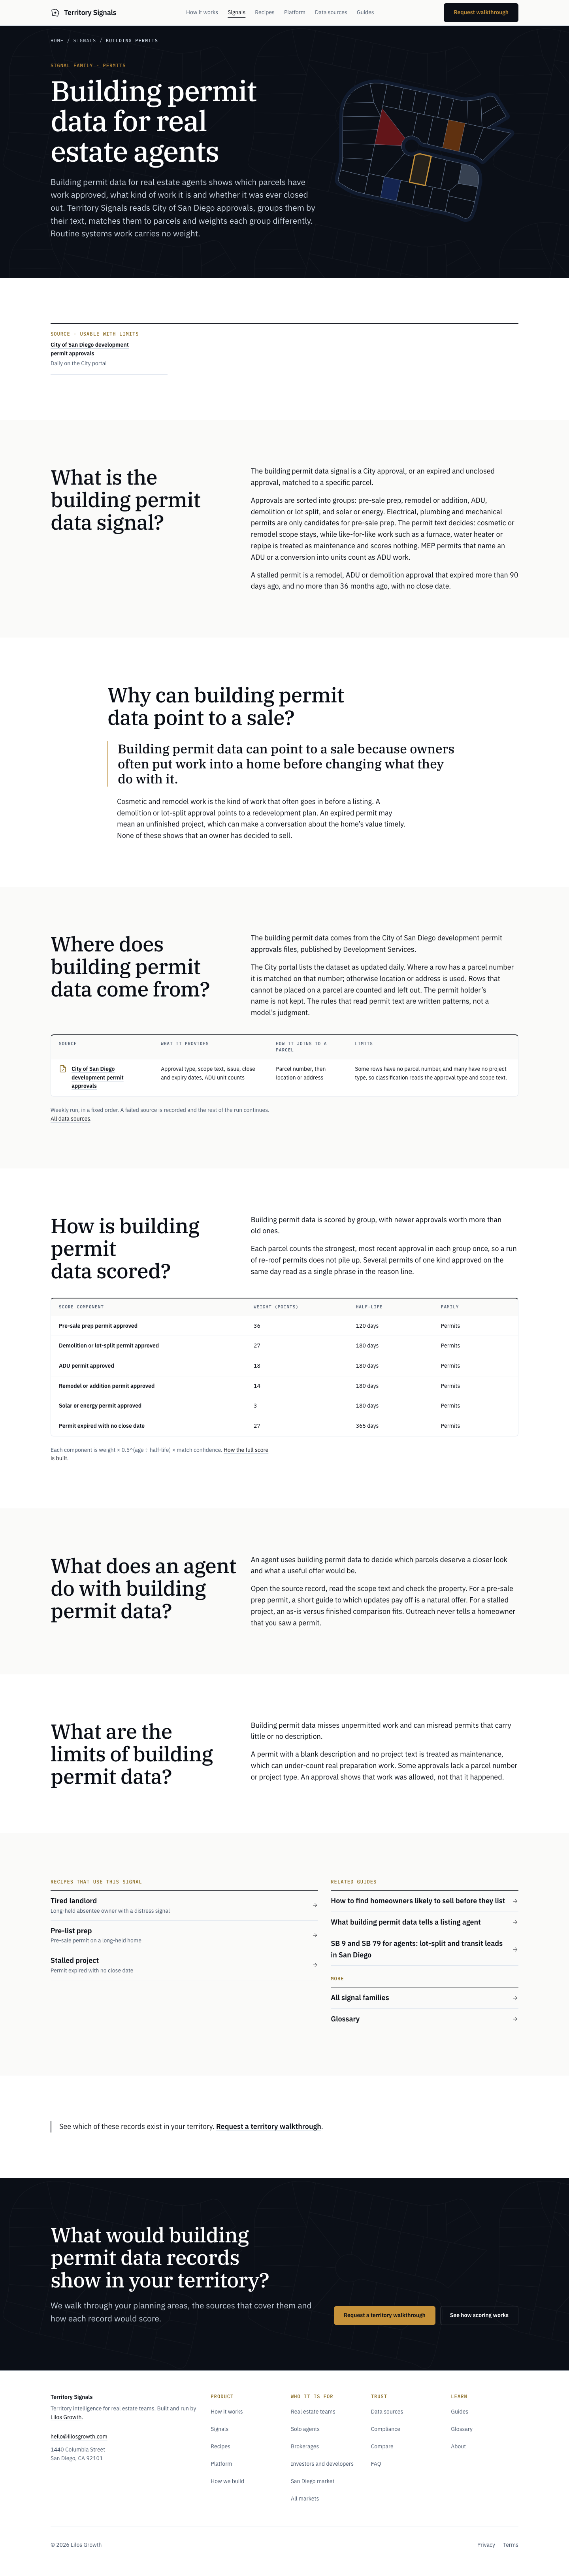 Territory Signals
How it works
Signals
Recipes
Platform
Data sources
Guides
Request walkthrough
HOME / SIGNALS / BUILDING PERMITS
SIGNAL FAMILY · PERMITS
Building permit
data for real
estate agents
Building permit data for real estate agents shows which parcels have
work approved, what kind of work it is and whether it was ever closed
out. Territory Signals reads City of San Diego approvals, groups them by
their text, matches them to parcels and weights each group differently.
Routine systems work carries no weight.
SOURCE · USABLE WITH LIMITS
City of San Diego development
permit approvals
Daily on the City portal
What is the
building permit
data signal?
The building permit data signal is a City approval, or an expired and unclosed
approval, matched to a specific parcel.
Approvals are sorted into groups: pre-sale prep, remodel or addition, ADU,
demolition or lot split, and solar or energy. Electrical, plumbing and mechanical
permits are only candidates for pre-sale prep. The permit text decides: cosmetic or
remodel scope stays, while like-for-like work such as a furnace, water heater or
repipe is treated as maintenance and scores nothing. MEP permits that name an
ADU or a conversion into units count as ADU work.
A stalled permit is a remodel, ADU or demolition approval that expired more than 90
days ago, and no more than 36 months ago, with no close date.
Why can building permit
data point to a sale?
Building permit data can point to a sale because owners
often put work into a home before changing what they
do with it.
Cosmetic and remodel work is the kind of work that often goes in before a listing. A
demolition or lot-split approval points to a redevelopment plan. An expired permit may
mean an unfinished project, which can make a conversation about the home's value timely.
None of these shows that an owner has decided to sell.
Where does
building permit
data come from?
The building permit data comes from the City of San Diego development permit
approvals files, published by Development Services.
The City portal lists the dataset as updated daily. Where a row has a parcel number
it is matched on that number; otherwise location or address is used. Rows that
cannot be placed on a parcel are counted and left out. The permit holder's
name is not kept. The rules that read permit text are written patterns, not a
model's judgment.
SOURCE
WHAT IT PROVIDES
HOW IT JOINS TO A
PARCEL
LIMITS
City of San Diego
development permit
approvals
Approval type, scope text, issue, close
and expiry dates, ADU unit counts
Parcel number, then
location or address
Some rows have no parcel number, and many have no project
type, so classification reads the approval type and scope text.
Weekly run, in a fixed order. A failed source is recorded and the rest of the run continues.
All data sources.
How is building
permit
data scored?
Building permit data is scored by group, with newer approvals worth more than
old ones.
Each parcel counts the strongest, most recent approval in each group once, so a run
of re-roof permits does not pile up. Several permits of one kind approved on the
same day read as a single phrase in the reason line.
SCORE COMPONENT
WEIGHT (POINTS)
HALF-LIFE
FAMILY
Pre-sale prep permit approved
36
120 days
Permits
Demolition or lot-split permit approved
27
180 days
Permits
ADU permit approved
18
180 days
Permits
Remodel or addition permit approved
14
180 days
Permits
Solar or energy permit approved
3
180 days
Permits
Permit expired with no close date
27
365 days
Permits
Each component is weight × 0.5^(age ÷ half-life) × match confidence. How the full score
is built.
What does an agent
do with building
permit data?
An agent uses building permit data to decide which parcels deserve a closer look
and what a useful offer would be.
Open the source record, read the scope text and check the property. For a pre-sale
prep permit, a short guide to which updates pay off is a natural offer. For a stalled
project, an as-is versus finished comparison fits. Outreach never tells a homeowner
that you saw a permit.
What are the
limits of building
permit data?
Building permit data misses unpermitted work and can misread permits that carry
little or no description.
A permit with a blank description and no project text is treated as maintenance,
which can under-count real preparation work. Some approvals lack a parcel number
or project type. An approval shows that work was allowed, not that it happened.
RECIPES THAT USE THIS SIGNAL
Tired landlord
Long-held absentee owner with a distress signal
Pre-list prep
Pre-sale permit on a long-held home
Stalled project
Permit expired with no close date
RELATED GUIDES
How to find homeowners likely to sell before they list
What building permit data tells a listing agent
SB 9 and SB 79 for agents: lot-split and transit leads
in San Diego
MORE
All signal families
Glossary
See which of these records exist in your territory. Request a territory walkthrough.
What would building
permit data records
show in your territory?
We walk through your planning areas, the sources that cover them and
how each record would score.
Request a territory walkthrough
See how scoring works
Territory Signals
Territory intelligence for real estate teams. Built and run by
Lilos Growth.
hello@lilosgrowth.com
1440 Columbia Street
San Diego, CA 92101
PRODUCT
How it works
Signals
Recipes
Platform
How we build
WHO IT IS FOR
Real estate teams
Solo agents
Brokerages
Investors and developers
San Diego market
All markets
TRUST
Data sources
Compliance
Compare
FAQ
LEARN
Guides
Glossary
About
© 2026 Lilos Growth
Privacy
Terms